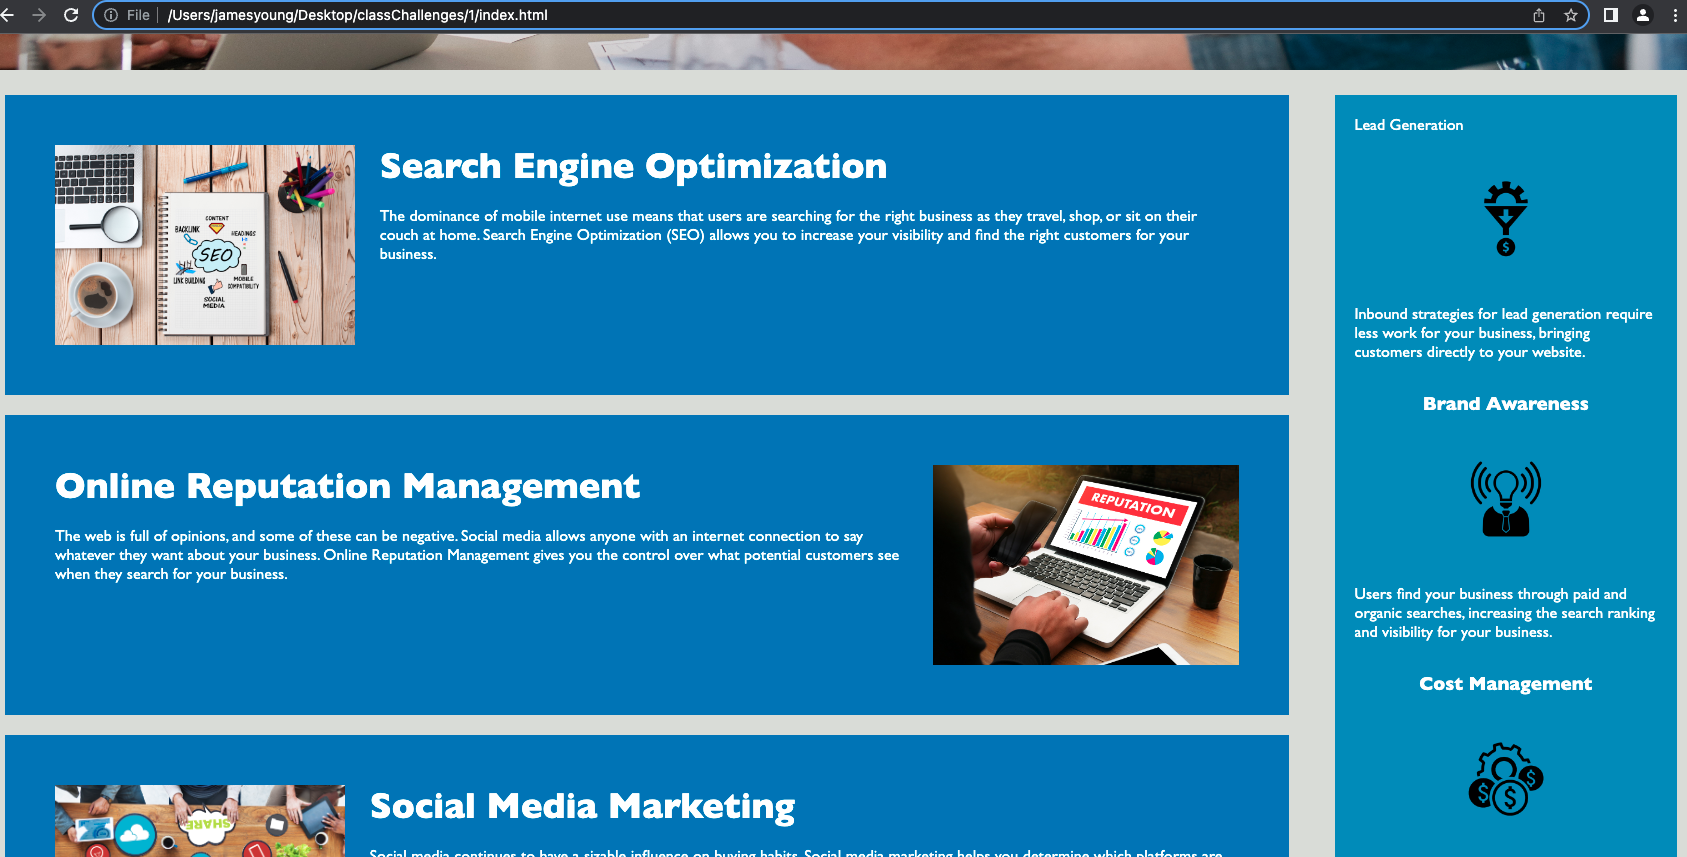 File
/Users/jamesyoung/Desktop/classChallenges/1/index.html
Search Engine Optimization
The dominance of mobile internet use means that users are searching for the right business as they travel, shop, or sit on their
couch at home. Search Engine Optimization (SEO) allows you to increase your visibility and find the right customers for your
business.
CONTENT
BACKLINK
HEADINGS
SEO
LINK BUILDING
MOBILE
COMPATIBILITY
SOCIAL
MEDIA
Online Reputation Management
The web is full of opinions, and some of these can be negative. Social media allows anyone with an internet connection to say
whatever they want about your business. Online Reputation Management gives you the control over what potential customers see
when they search for your business.
REPUTATION
Social Media Marketing
Social media continues to have a sizable influence on buying habits. Social media marketing helps you determine which platforms are
SHARE
Lead Generation
$
Inbound strategies for lead generation require
less work for your business, bringing
customers directly to your website.
Brand Awareness
Users find your business through paid and
organic searches, increasing the search ranking
and visibility for your business.
Cost Management
$ $ $